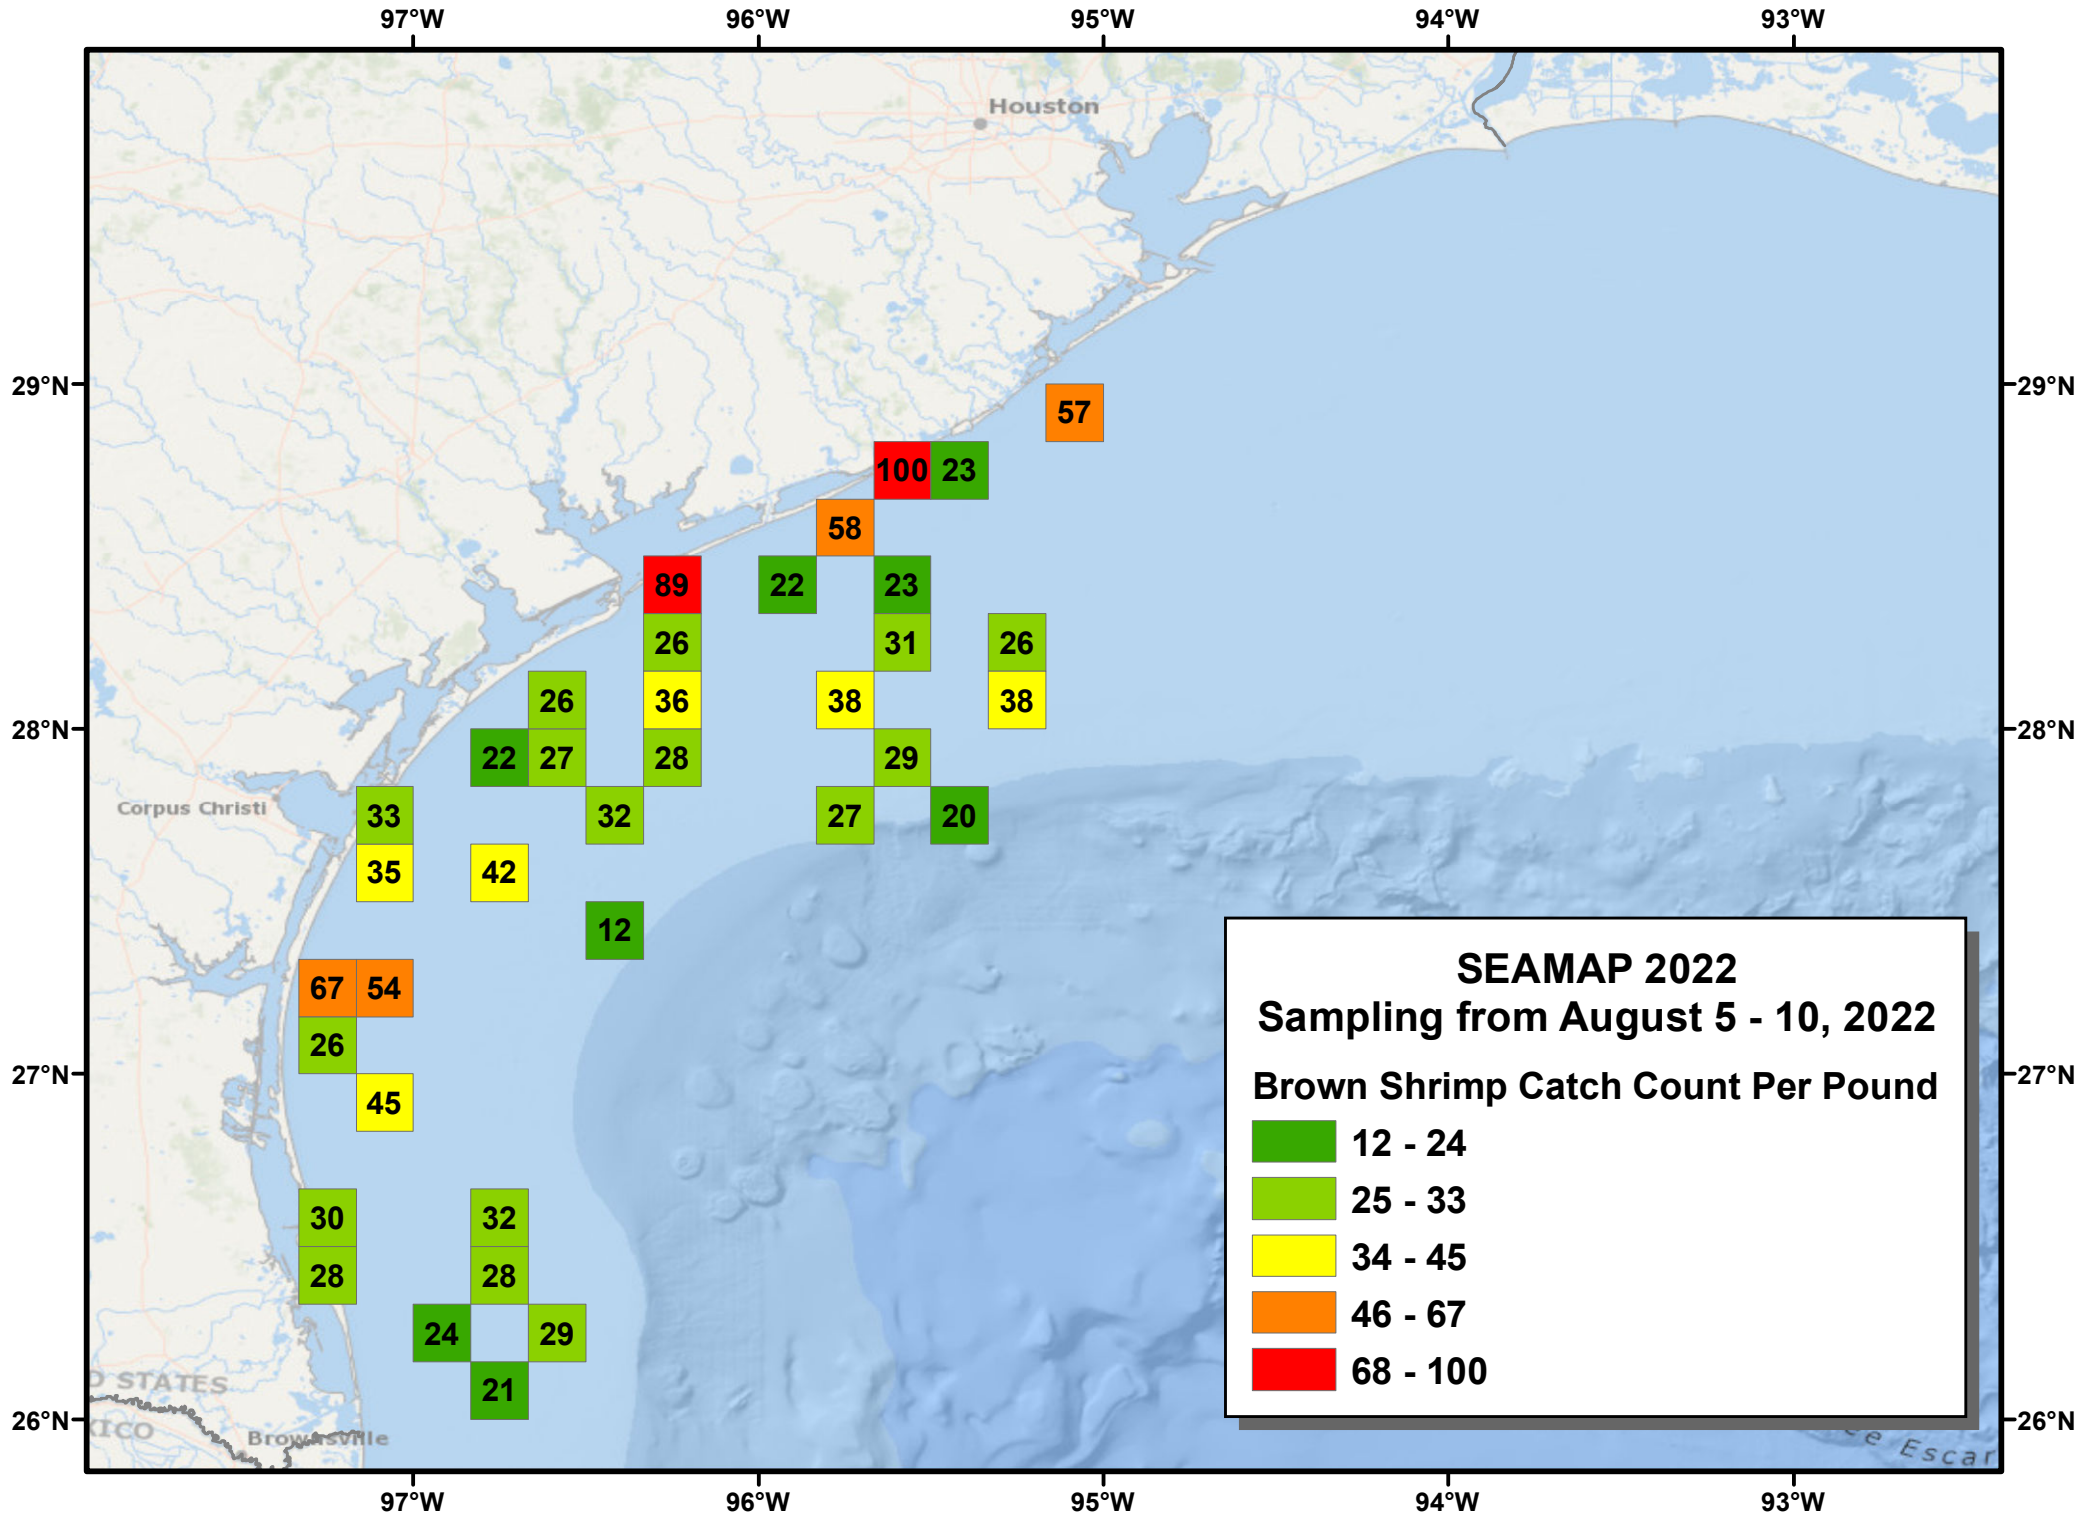 97°W 96°W 95°W 94°W 93°W
Houston
29°N 29°N
57
100 23
58
89 22 23
26 31 26
26 36 38 38
28°N 28°N
22 27 28 29
Corpus Christi
33 32 27 20
35 42
12
67 54
26
27°N 27°N
45
30 32
28 28
24 29
21
STATES
26°N 26°N
Brownsville
Escar
SEAMAP 2022
Sampling from August 5 - 10, 2022
Brown Shrimp Catch Count Per Pound
12 - 24
25 - 33
34 - 45
46 - 67
68 - 100
97°W 96°W 95°W 94°W 93°W